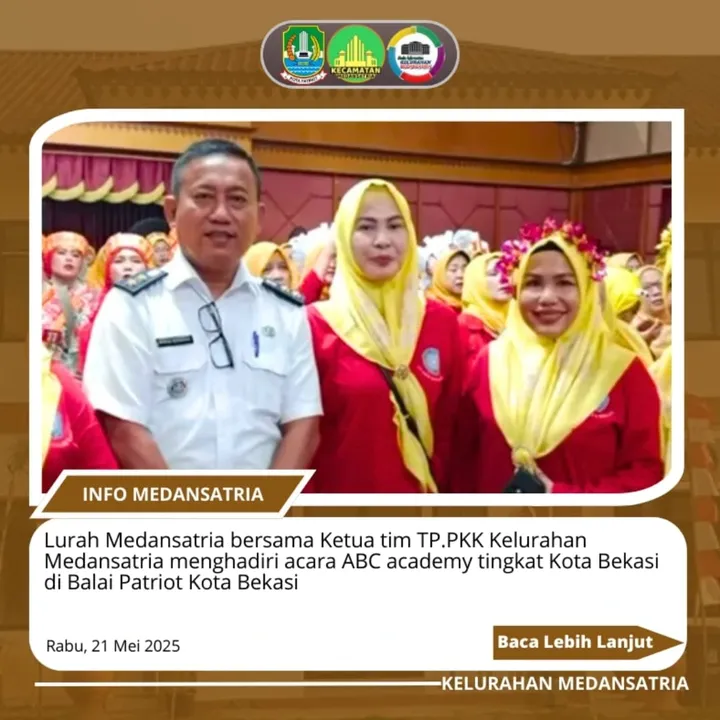 KECAMATAN
INFO MEDANSATRIA
Lurah Medansatria bersama Ketua tim TP.PKK Kelurahan
Medansatria menghadiri acara ABC academy tingkat Kota Bekasi
di Balai Patriot Kota Bekasi
Rabu, 21 Mei 2025
Baca Lebih Lanjut
KELURAHAN MEDANSATRIA